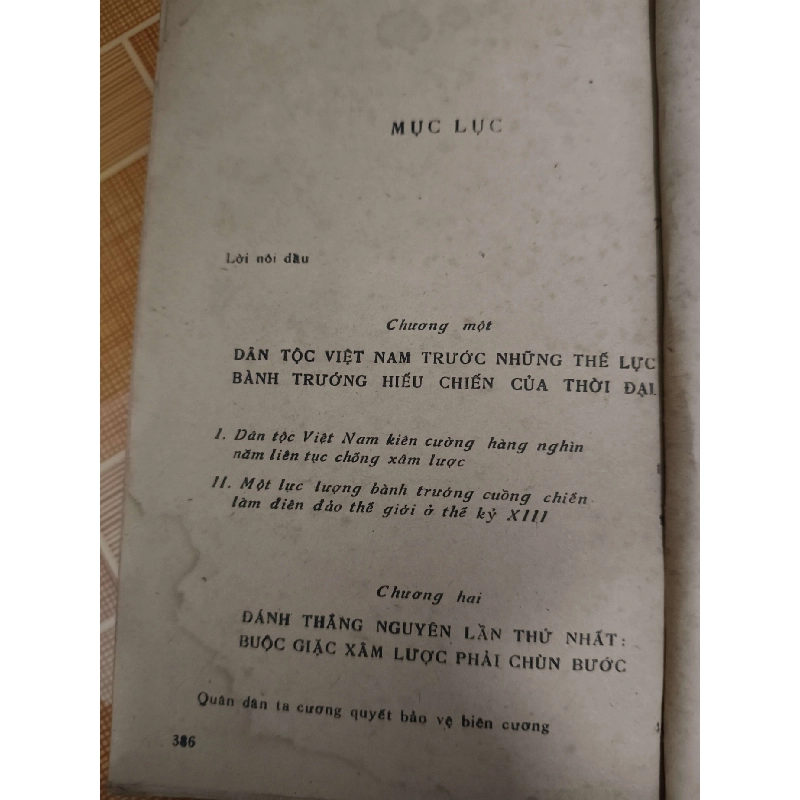 MỤC LỤC
Lời nói đầu
Chương một
DÂN TỘC VIỆT NAM TRƯỚC NHỮNG THẾ LỰC
BÀNH TRƯỚNG HIẾU CHIẾN CỦA THỜI ĐẠI
I. Dân tộc Việt Nam kiên cường hàng nghìn
năm liên tục chống xâm lược
II. Một lực lượng bành trướng cuồng chiến
làm điên đảo thế giới ở thế kỷ XIII
Chương hai
ĐÁNH THẮNG NGUYÊN LẦN THỨ NHẤT:
BUỘC GIẶC XÂM LƯỢC PHẢI CHÙN BƯỚC
Quân dân ta cương quyết bảo vệ biên cương
386